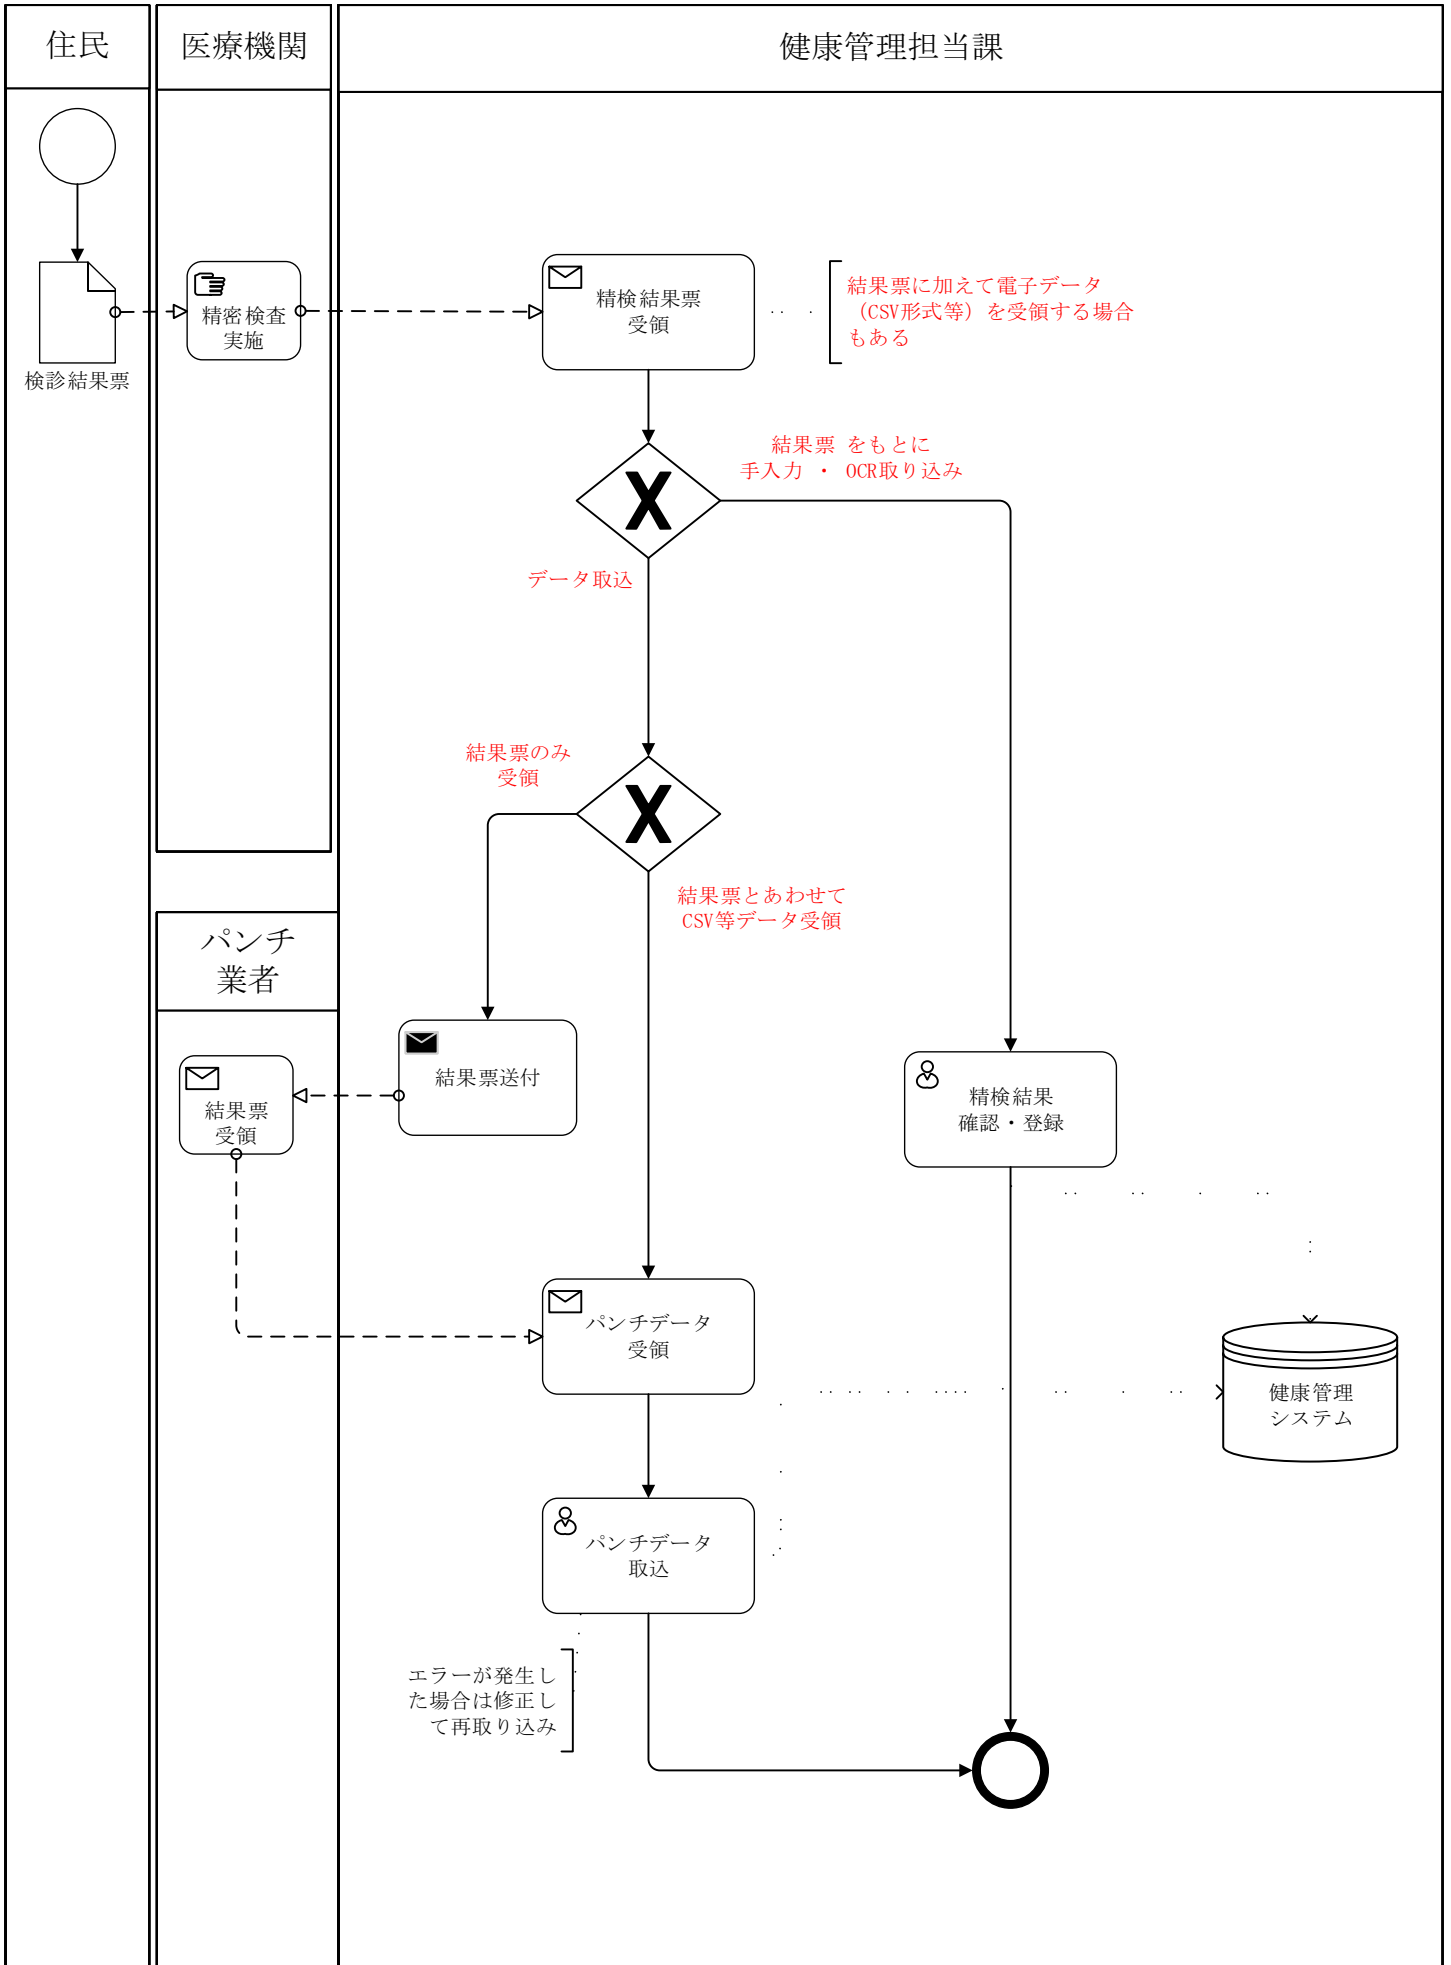 住民
医療機関
健康管理担当課
検診結果票
精密検査
実施
精検結果票
受領
結果票に加えて電子データ
（CSV形式等）を受領する場合
もある
結果票 をもとに
手入力 ・ OCR取り込み
データ取込
結果票のみ
受領
結果票とあわせて
CSV等データ受領
パンチ
業者
結果票
受領
結果票送付
精検結果
確認・登録
パンチデータ
受領
健康管理
システム
パンチデータ
取込
エラーが発生し
た場合は修正し
て再取り込み